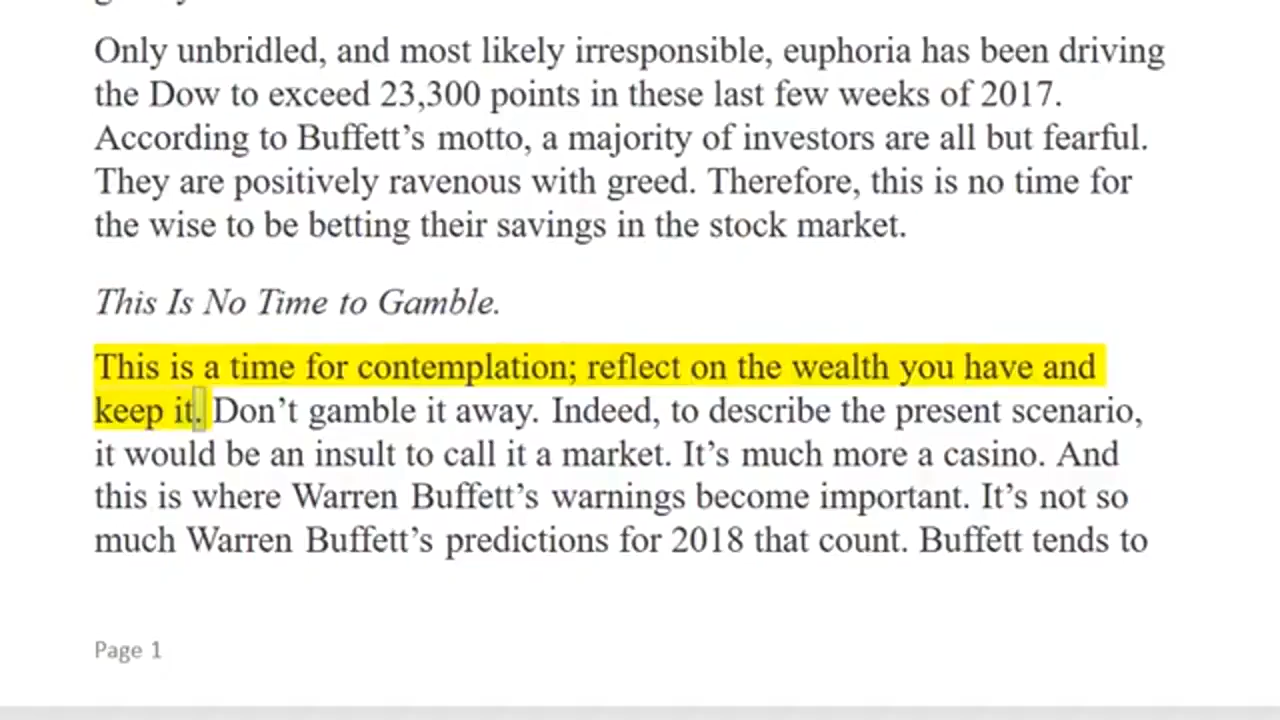 Only unbridled, and most likely irresponsible, euphoria has been driving
the Dow to exceed 23,300 points in these last few weeks of 2017.
According to Buffett’s motto, a majority of investors are all but fearful.
They are positively ravenous with greed. Therefore, this is no time for
the wise to be betting their savings in the stock market.
This Is No Time to Gamble.
This is a time for contemplation; reflect on the wealth you have and
keep it. Don’t gamble it away. Indeed, to describe the present scenario,
it would be an insult to call it a market. It’s much more a casino. And
this is where Warren Buffett’s warnings become important. It’s not so
much Warren Buffett’s predictions for 2018 that count. Buffett tends to
Page 1